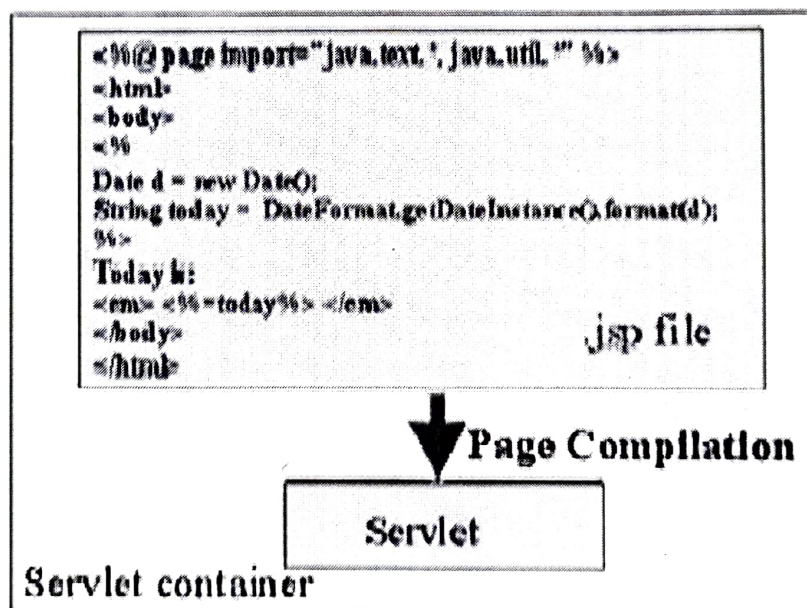 <%@ page import="java.text.*, java.util.*" %>
<html>
<body>
<%
Date d = new Date();
String today = DateFormat.getDateInstance().format(d);
%>
Today is:
<em> <%=today%> </em>
</body>
</html>
.jsp file
Page Compilation
Servlet
Servlet container